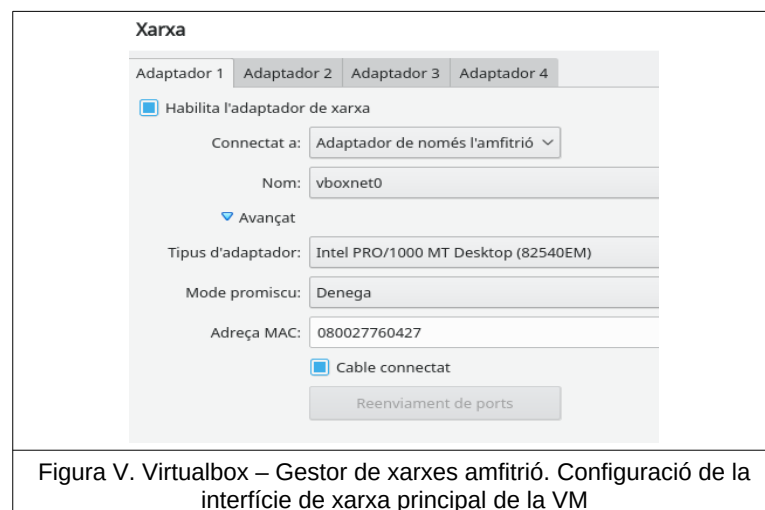 Xarxa
Adaptador 1 Adaptador 2 Adaptador 3 Adaptador 4
Habilita l'adaptador de xarxa
Connectat a: Adaptador de només l'amfitrió
Nom: vboxnet0
Avançat
Tipus d'adaptador: Intel PRO/1000 MT Desktop (82540EM)
Mode promiscu: Denega
Adreça MAC: 080027760427
Cable connectat
Reenviament de ports
Figura V. Virtualbox – Gestor de xarxes amfitrió. Configuració de la
interfície de xarxa principal de la VM